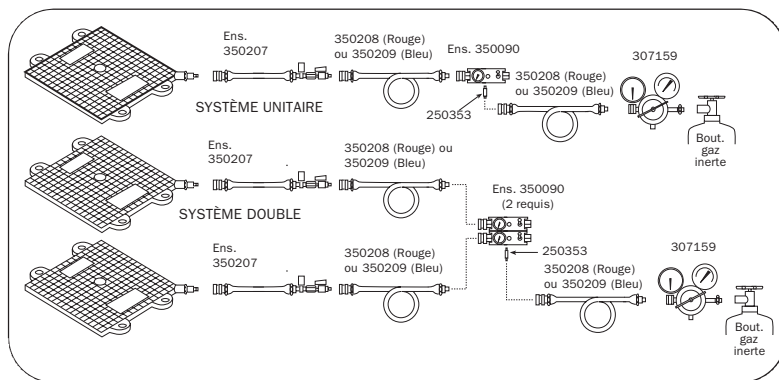 Ens.
350207
350208 (Rouge)
ou 350209 (Bleu)
Ens. 350090
350208 (Rouge)
ou 350209 (Bleu)
307159
250353
SYSTÈME UNITAIRE
Bout.
gaz
inerte
Ens.
350207
350208 (Rouge) ou
350209 (Bleu)
SYSTÈME DOUBLE
Ens. 350090
(2 requis)
Ens.
350207
350208 (Rouge)
ou 350209 (Bleu)
250353
350208 (Rouge)
ou 350209 (Bleu)
307159
Bout.
gaz
inerte